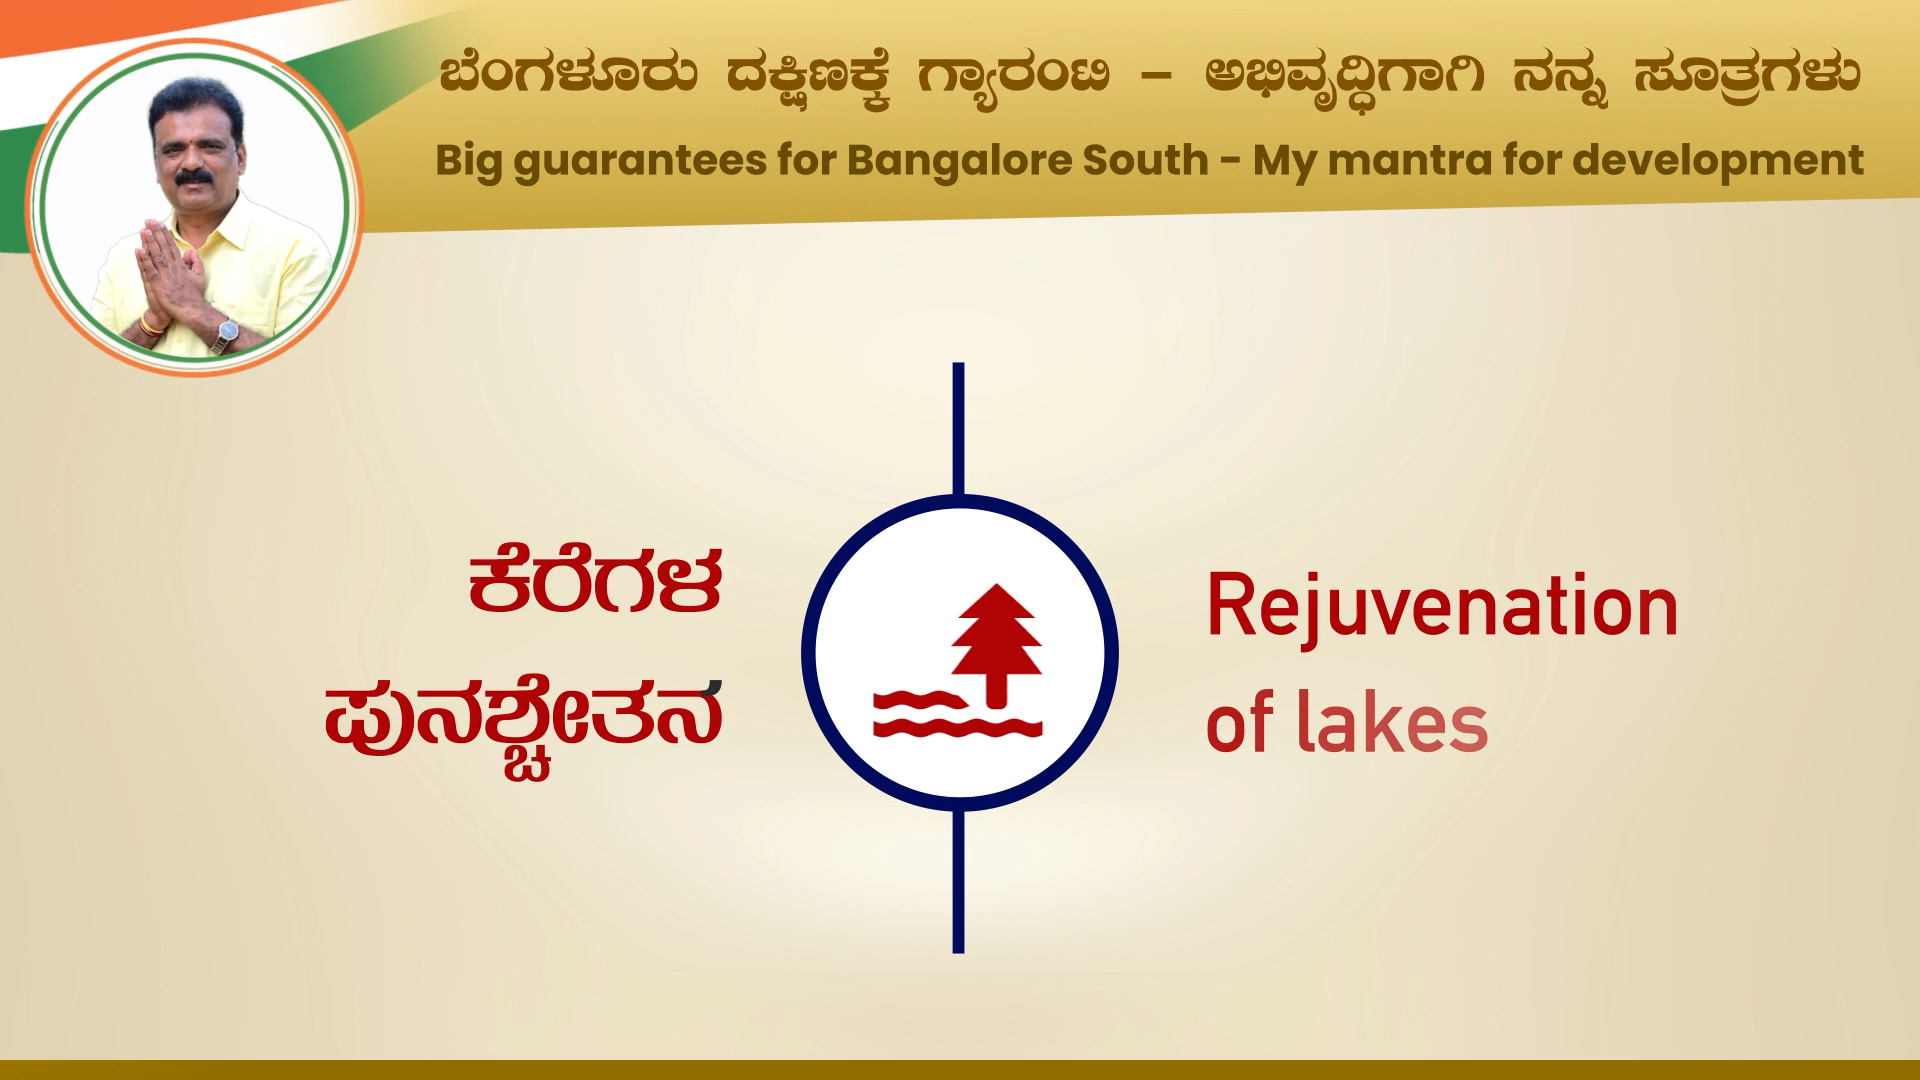 ಬೆಂಗಳೂರು ದಕ್ಷಿಣಕ್ಕೆ ಗ್ಯಾರಂಟಿ – ಅಭಿವೃದ್ಧಿಗಾಗಿ ನನ್ನ ಸೂತ್ರಗಳು
Big guarantees for Bangalore South - My mantra for development
ಕೆರೆಗಳ
ಪುನಶ್ಚೇತನ
Rejuvenation
of lakes